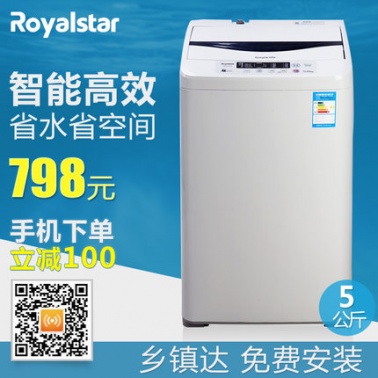 Royalstar
智能高效
省水省空间
798元
手机下单
立减100
5
公斤
乡镇达 免费安装